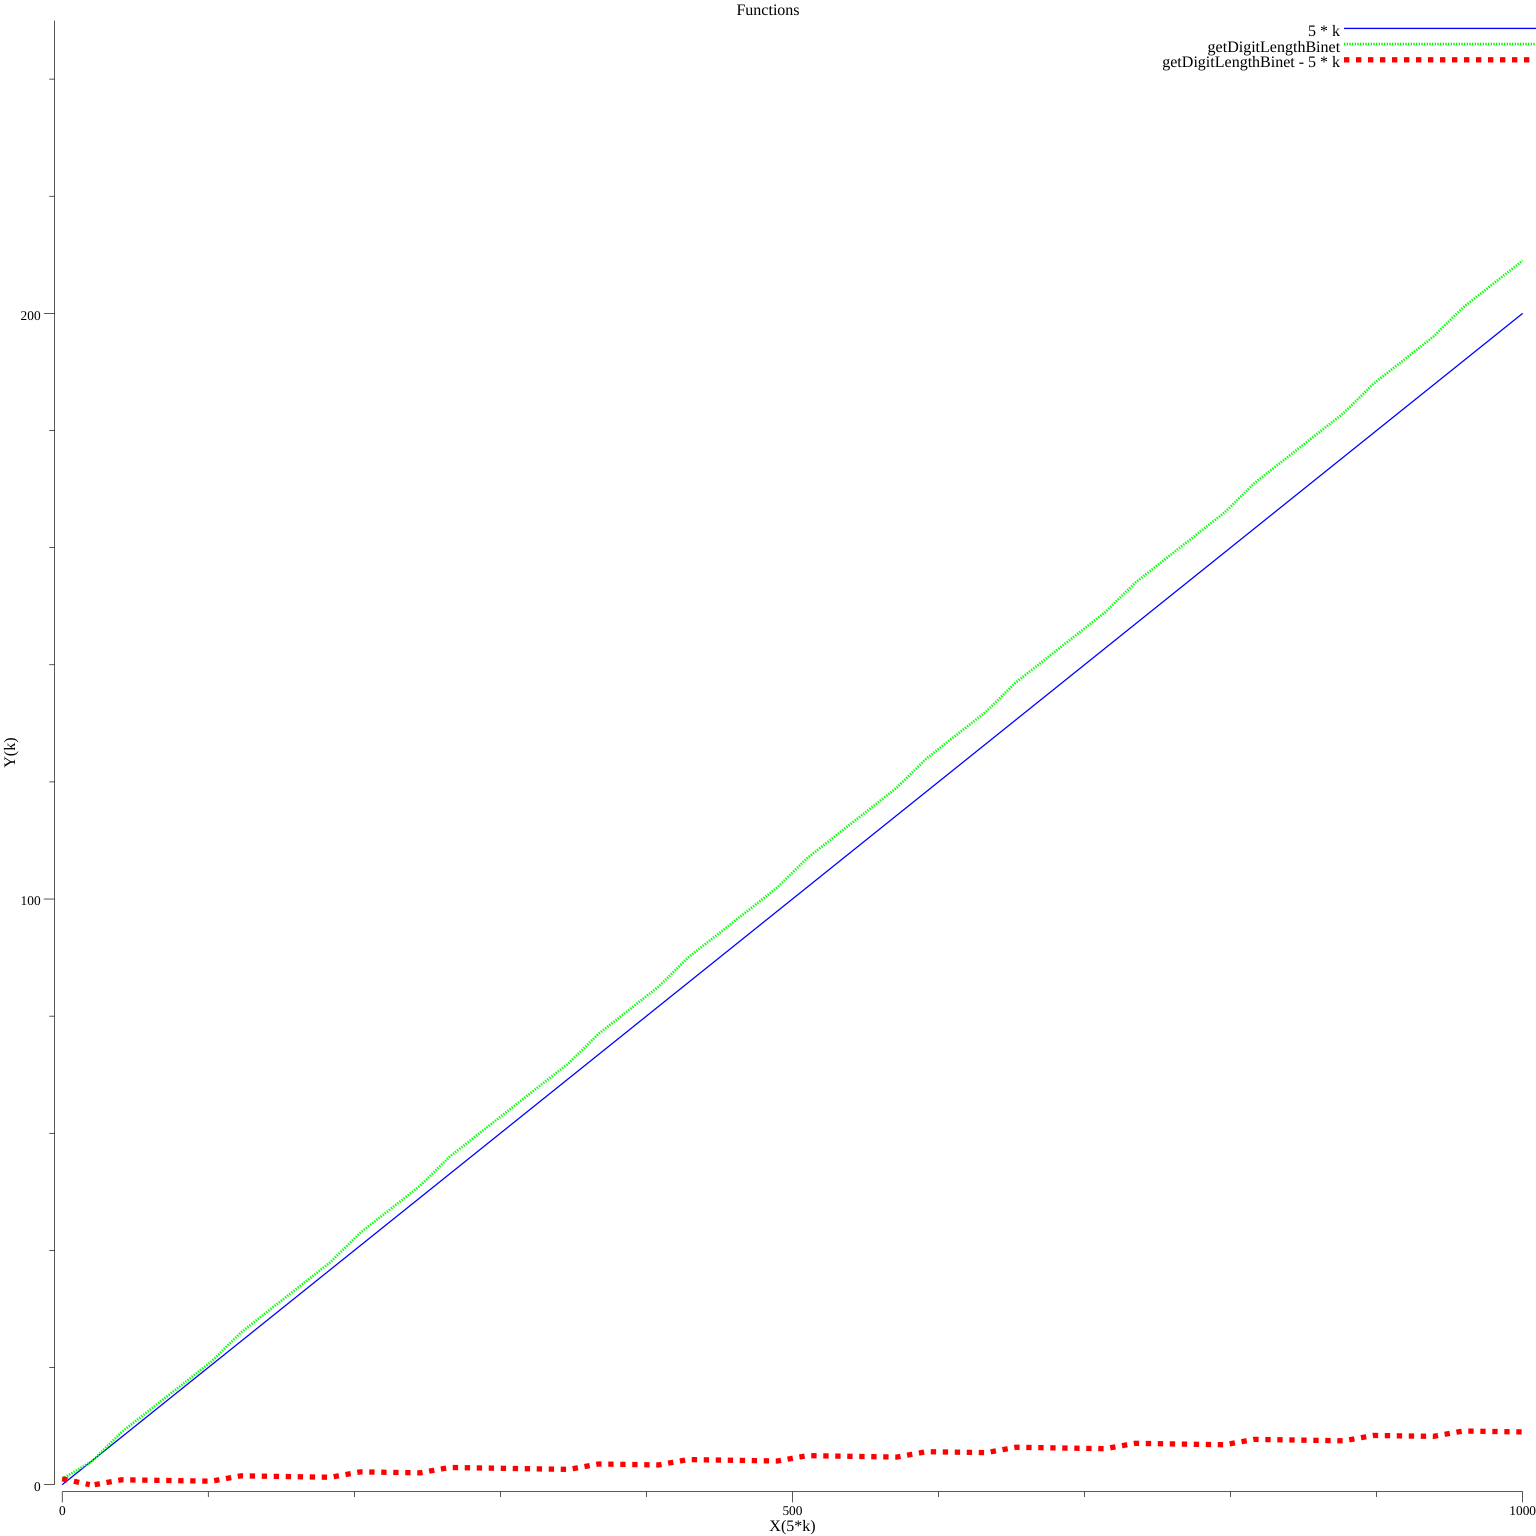 Functions
5 * k
getDigitLengthBinet
getDigitLengthBinet - 5 * k
200
Y(k)
100
0
0 500 1000
X(5*k)